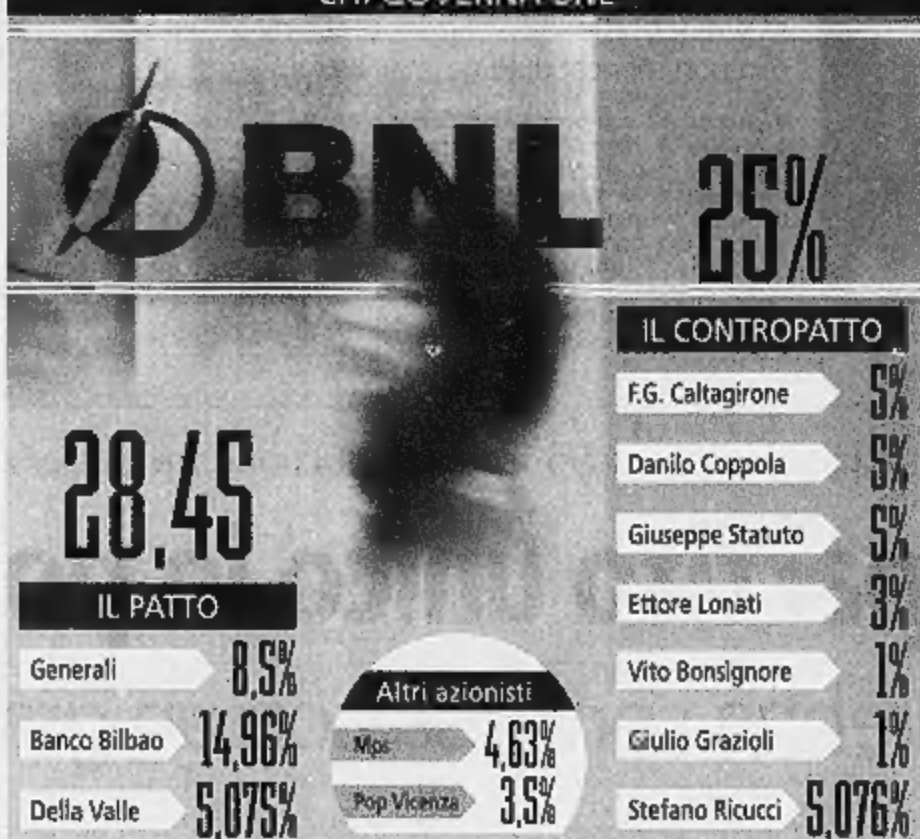 BNL
25%
28,45
IL PATTO
Generali 8,5%
Banco Bilbao 14,96%
Della Valle 5,075%
Altri azionisti
Mps 4,63%
Pop Vicenza 3,5%
IL CONTROPATTO
F.G. Caltagirone 5%
Danilo Coppola 5%
Giuseppe Statuto 5%
Ettore Lonati 3%
Vito Bonsignore 1%
Giulio Grazioli 1%
Stefano Ricucci 5,076%